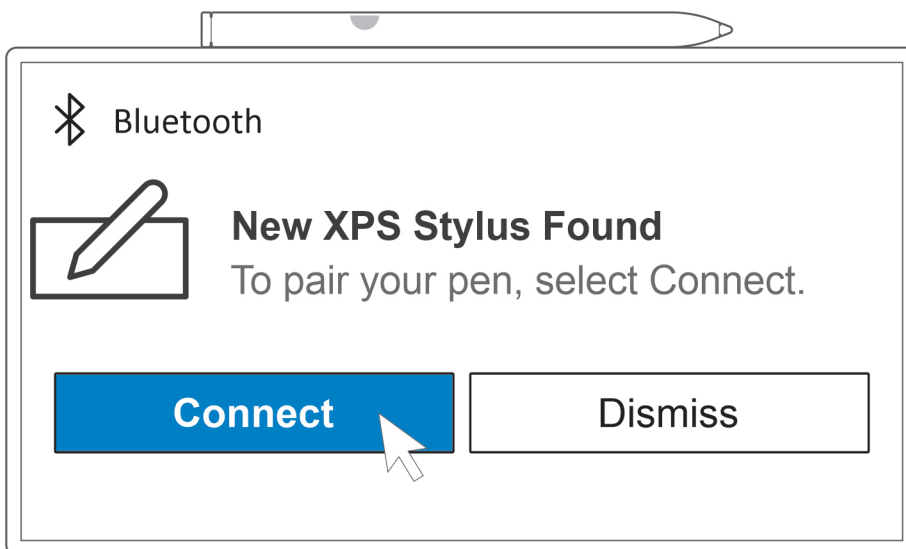 Bluetooth
New XPS Stylus Found
To pair your pen, select Connect.
Connect
Dismiss